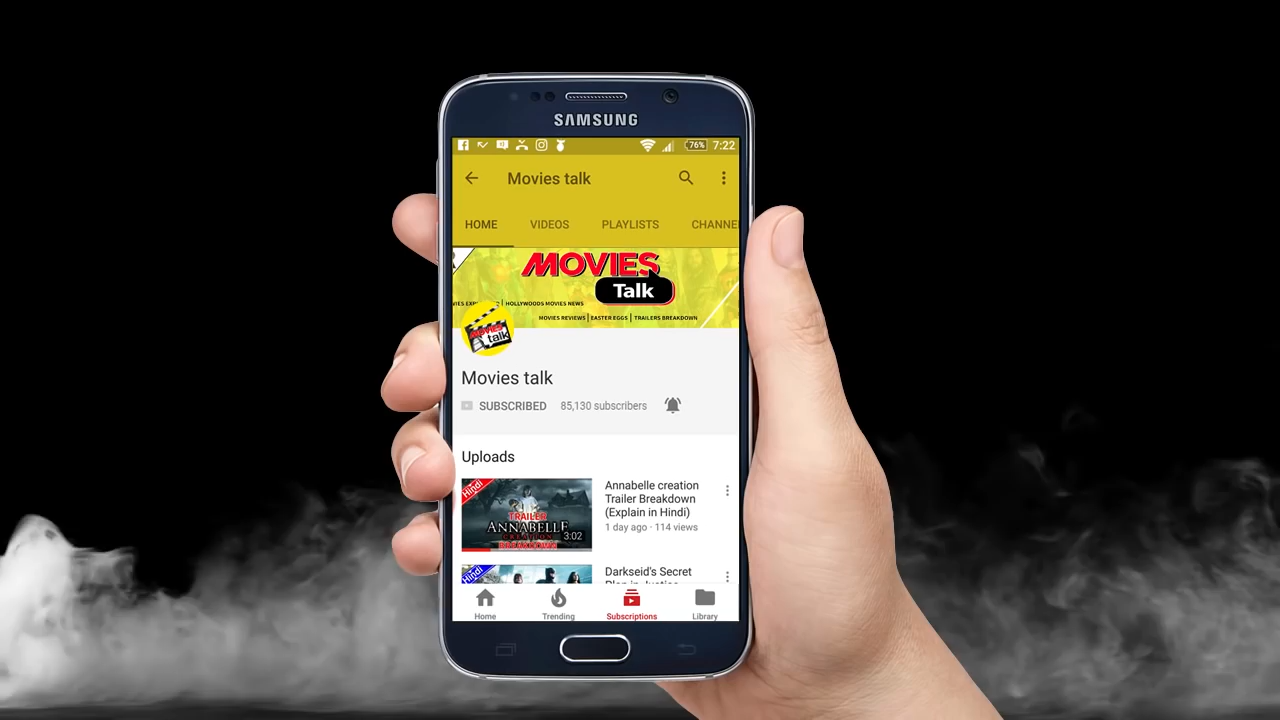 SAMSUNG
76% 7:22
Movies talk
HOME VIDEOS PLAYLISTS CHANNE
MOVIES
Talk
HOLLYWOODS MOVIES NEWS
MOVIES REVIEWS | EASTER EGGS | TRAILERS BREAKDOWN
MOVIES
talk
Movies talk
SUBSCRIBED 85,130 subscribers
Uploads
Hindi
TRAILER
ANNABELLE
CREATION
BREAKDOWN
3:02
Annabelle creation
Trailer Breakdown
(Explain in Hindi)
1 day ago · 114 views
Hindi
Darkseid's Secret
Home Trending Subscriptions Library